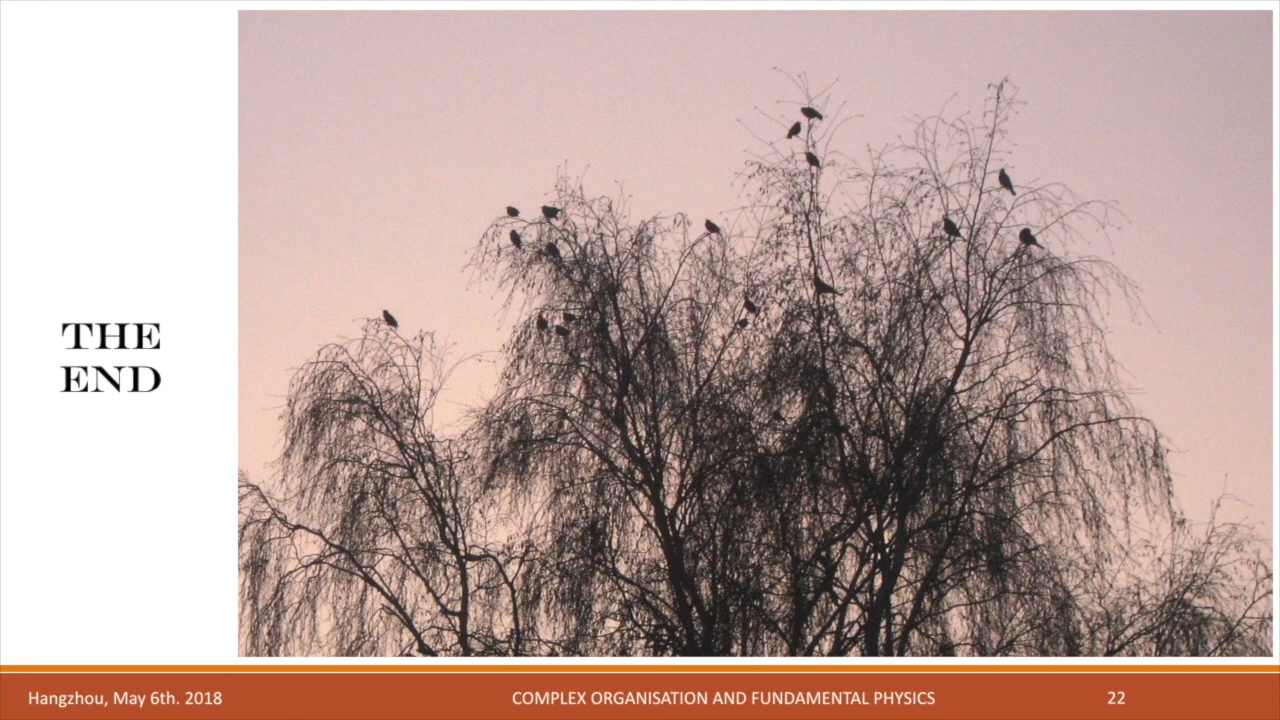 THE
END
Hangzhou, May 6th. 2018
COMPLEX ORGANISATION AND FUNDAMENTAL PHYSICS
22